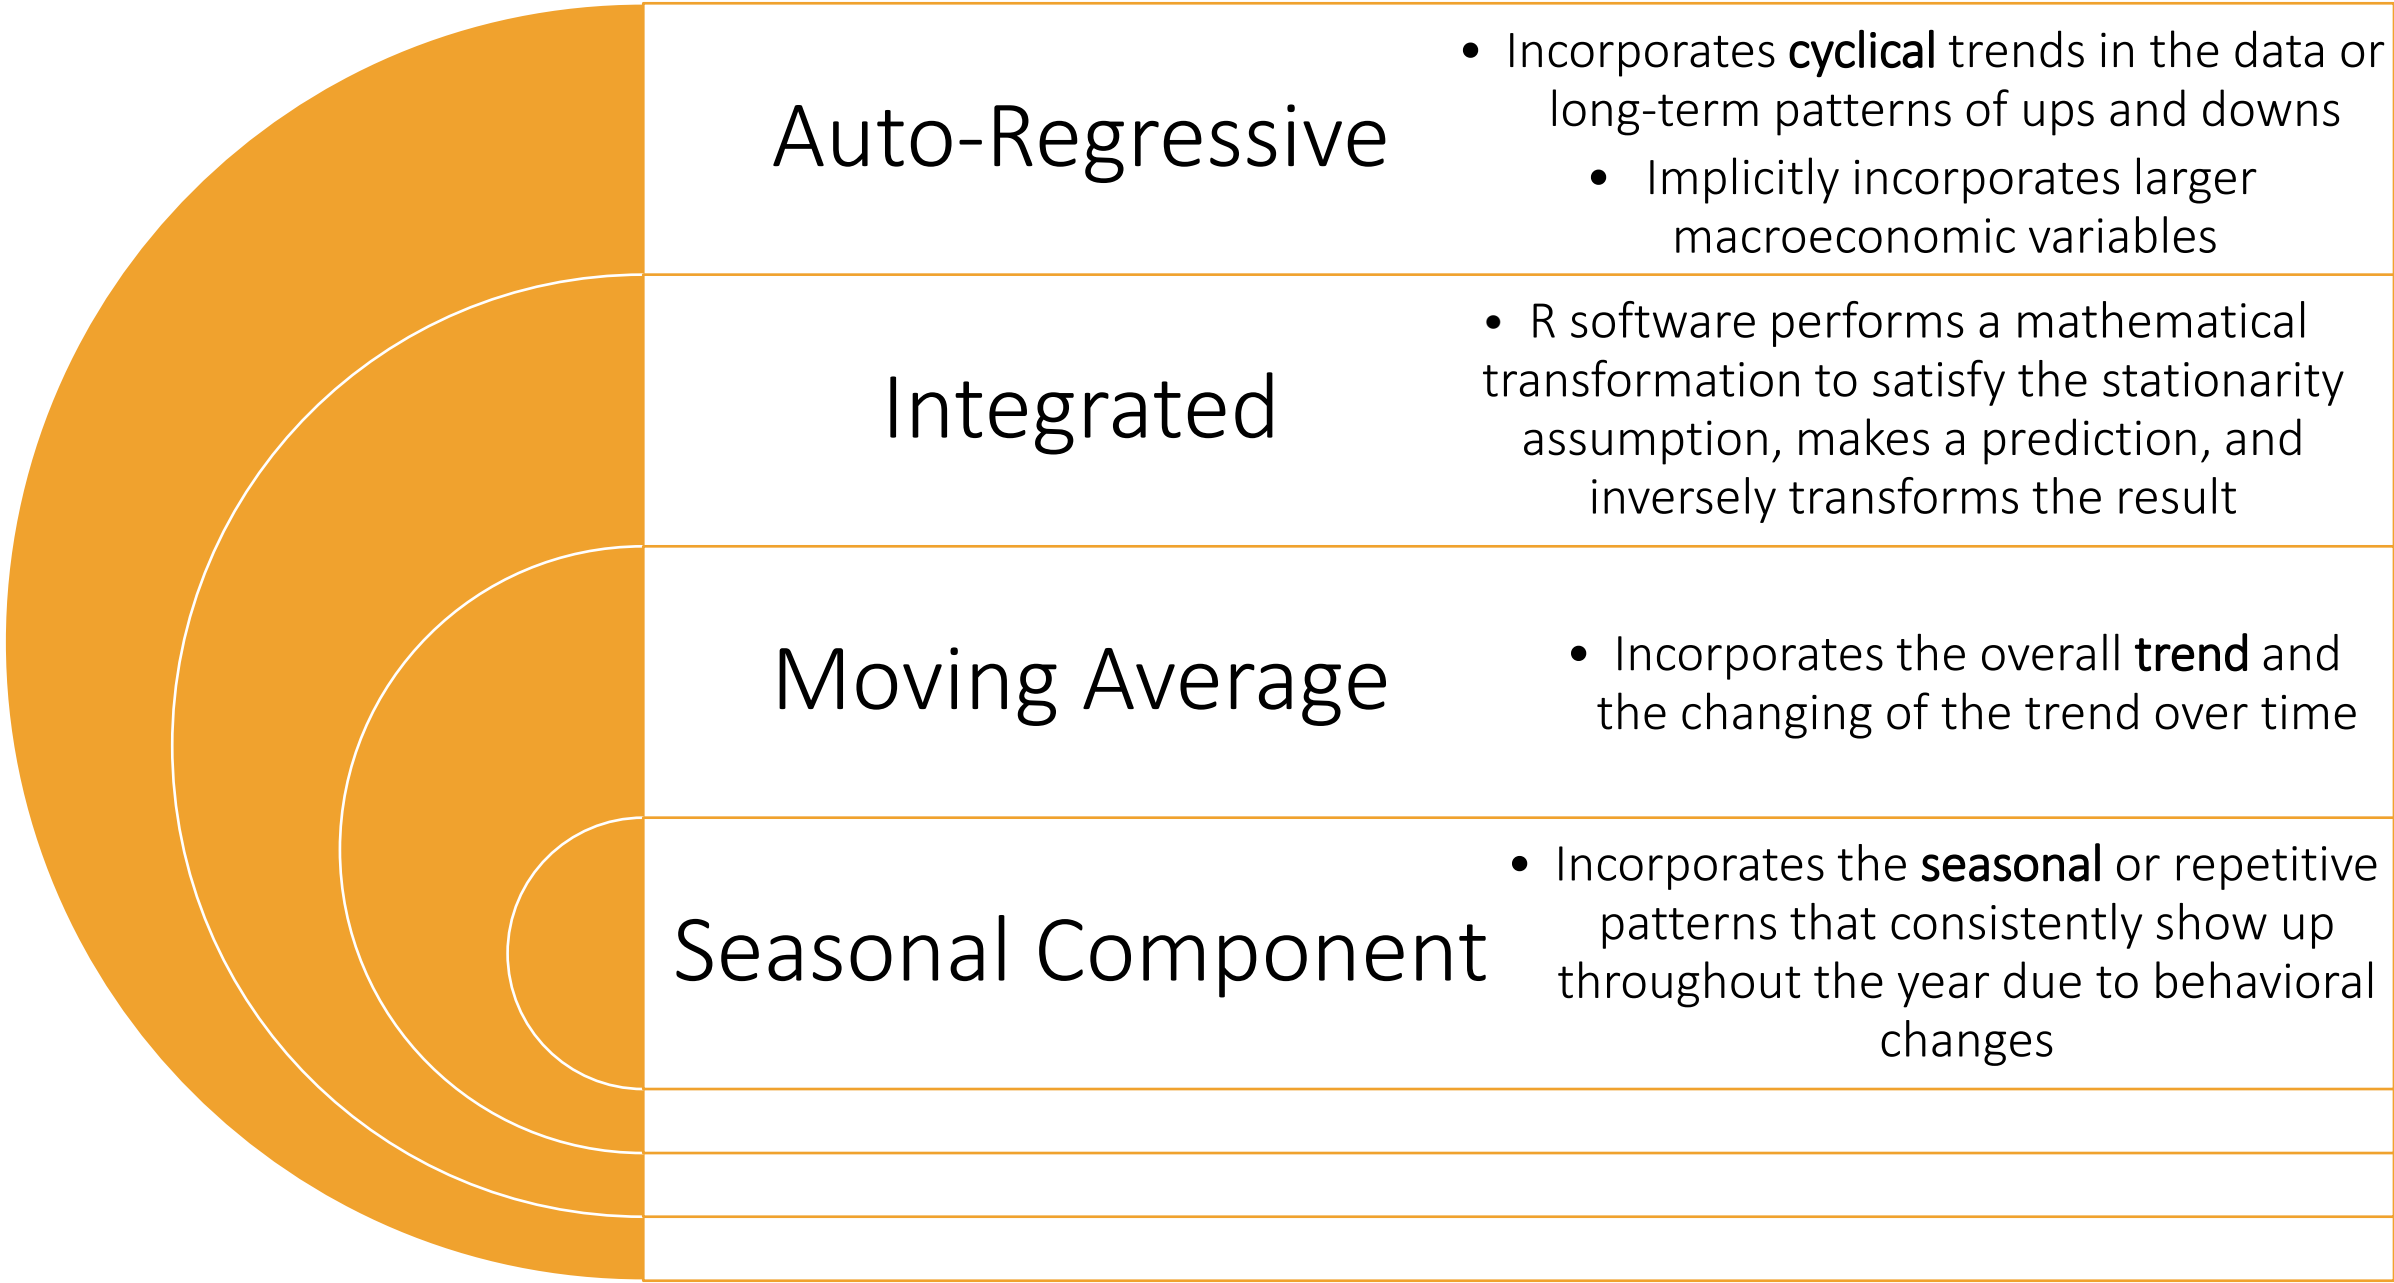 Auto-Regressive
• Incorporates cyclical trends in the data or
long-term patterns of ups and downs
• Implicitly incorporates larger
macroeconomic variables
Integrated
• R software performs a mathematical
transformation to satisfy the stationarity
assumption, makes a prediction, and
inversely transforms the result
Moving Average
• Incorporates the overall trend and
the changing of the trend over time
Seasonal Component
• Incorporates the seasonal or repetitive
patterns that consistently show up
throughout the year due to behavioral
changes